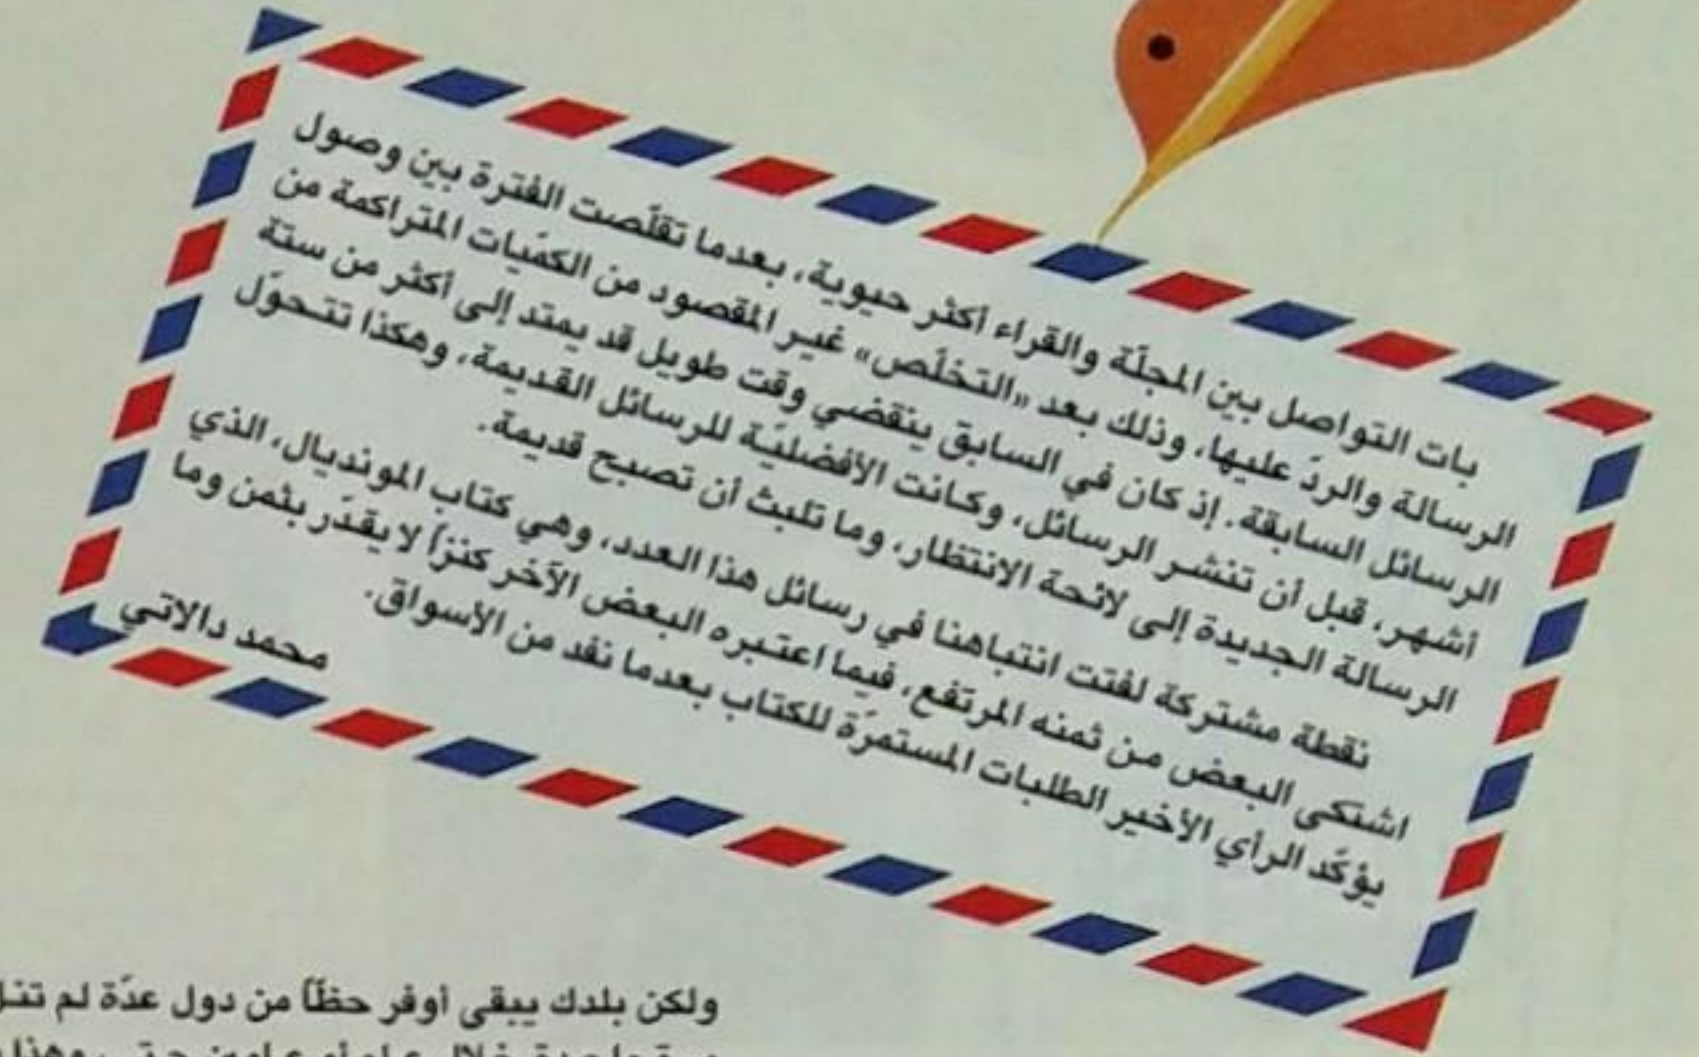 بات التواصل بين المجلّة والقراء أكثر حيوية، بعدما تقلّصت الفترة بين وصول
الرسالة والردّ عليها، وذلك بعد «التخلّص» غير المقصود من الكمّيات المتراكمة من
الرسائل السابقة. إذ كان في السابق ينقضي وقت طويل قد يمتد إلى أكثر من ستة
أشهر، قبل أن تنشر الرسائل، وكانت الأفضليّة للرسائل القديمة، وهكذا تتحوّل
الرسالة الجديدة إلى لائحة الانتظار، وما تلبث أن تصبح قديمة.
نقطة مشتركة لفتت انتباهنا في رسائل هذا العدد، وهي كتاب المونديال، الذي
اشتكى البعض من ثمنه المرتفع، فيما اعتبره البعض الآخر كنزاً لا يقدّر بثمن وما
يؤكّد الرأي الأخير الطلبات المستمرّة للكتاب بعدما نفد من الأسواق.
محمد دالاتي
ولكن بلدك يبقى أوفر حظّاً من دول عدّة لم تنل